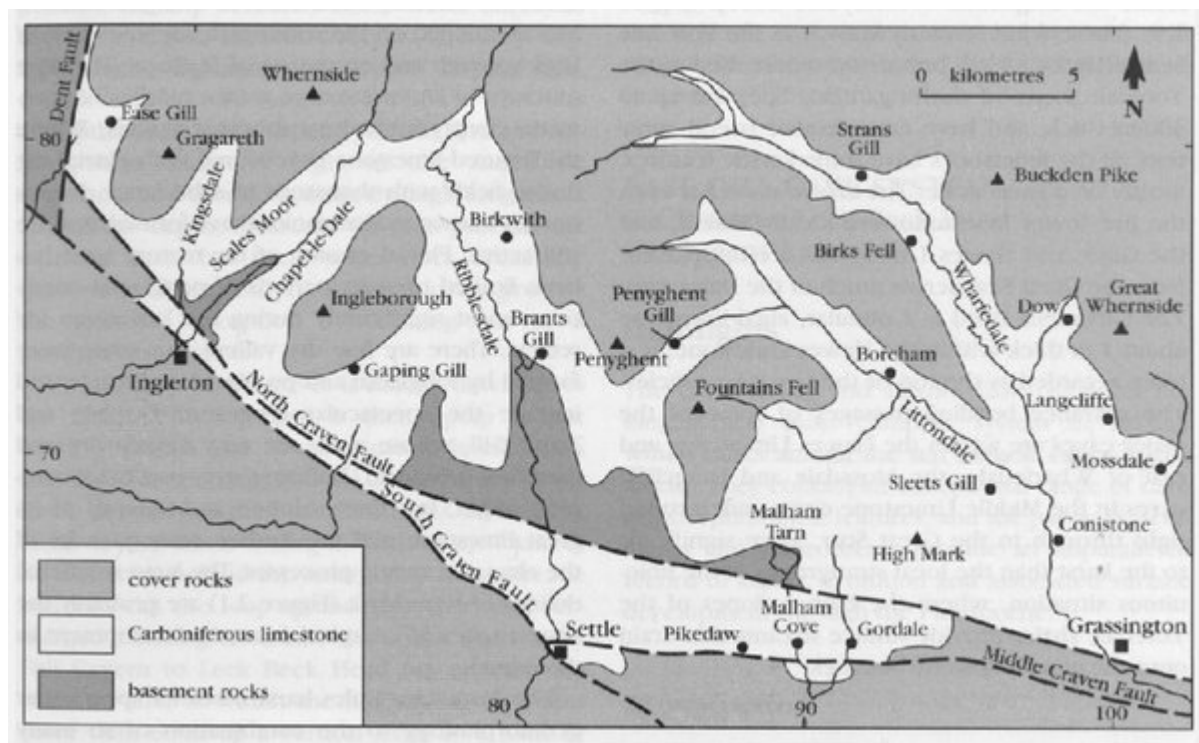 Dent Fault
Whernside
0 kilometres 5
N
Ease Gill
80
Gragareth
Strans
Gill
Buckden Pike
Kingsdale
Scales Moor
Chapel-le-Dale
Birkwith
Ribblesdale
Birks Fell
Wharfedale
Ingleborough
Penyghent
Gill
Dow
Great
Whernside
Brants
Gill
Penyghent
Boreham
Ingleton
Gaping Gill
Fountains Fell
Littondale
Langcliffe
North Craven Fault
70
Mossdale
Sleets Gill
South Craven Fault
Malham
Tarn
Conistone
High Mark
cover rocks
Carboniferous limestone
basement rocks
Settle
Pikedaw
Malham
Cove
Gordale
Grassington
Middle Craven Fault
80
90
100